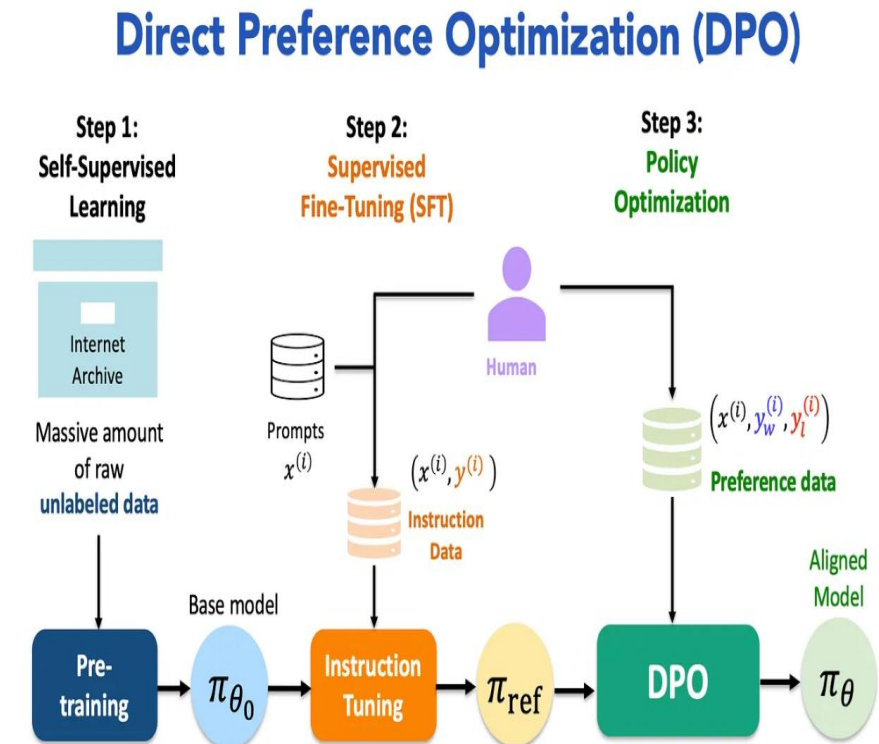 Direct Preference Optimization (DPO)
Step 1:
Self-Supervised
Learning
Step 2:
Supervised
Fine-Tuning (SFT)
Step 3:
Policy
Optimization
Internet
Archive
Massive amount
of raw
unlabeled data
Prompts
x^(i)
Human
(x^(i), y^(i))
Instruction
Data
(x^(i), y_w^(i), y_l^(i))
Preference data
Base model
Aligned
Model
Pre-
training
π_θ₀
Instruction
Tuning
π_ref
DPO
π_θ